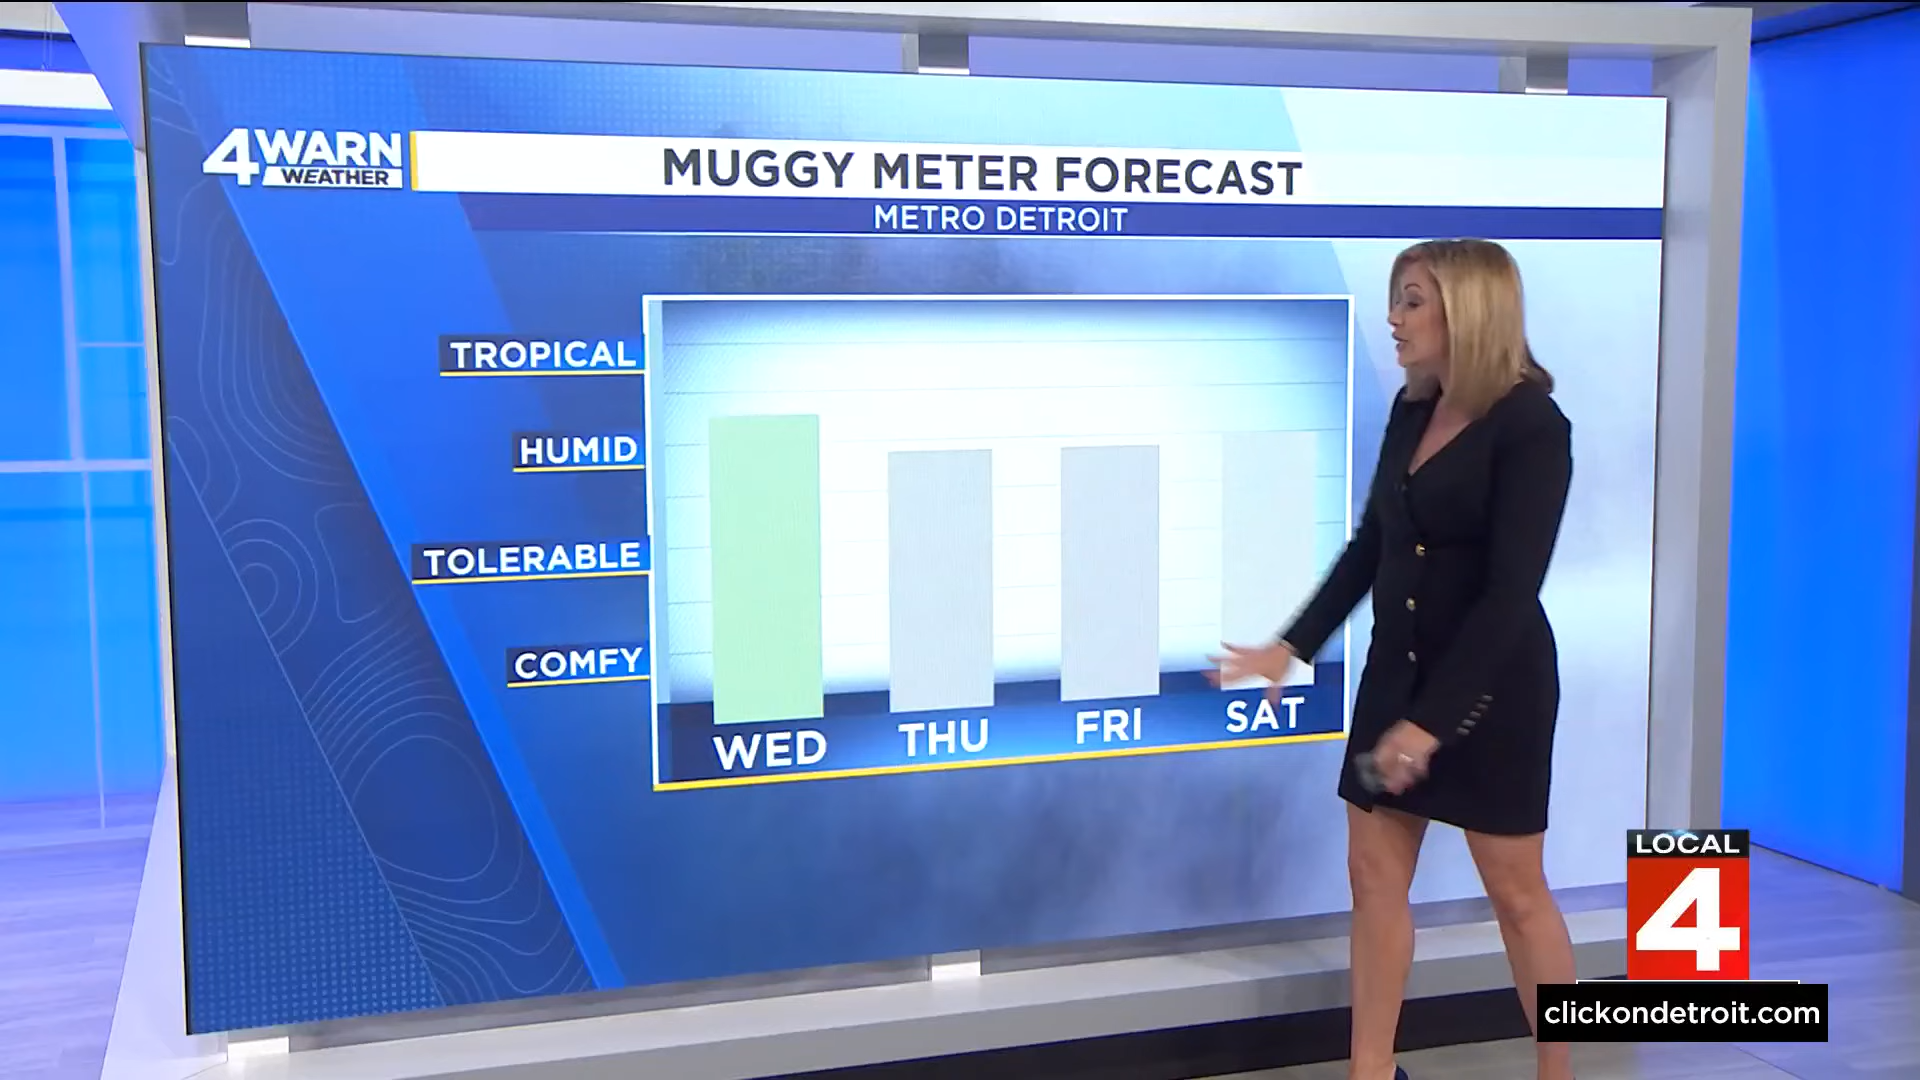 4WARN
WEATHER
MUGGY METER FORECAST
METRO DETROIT
TROPICAL
HUMID
TOLERABLE
COMFY
WED THU FRI SAT
LOCAL
4
clickondetroit.com